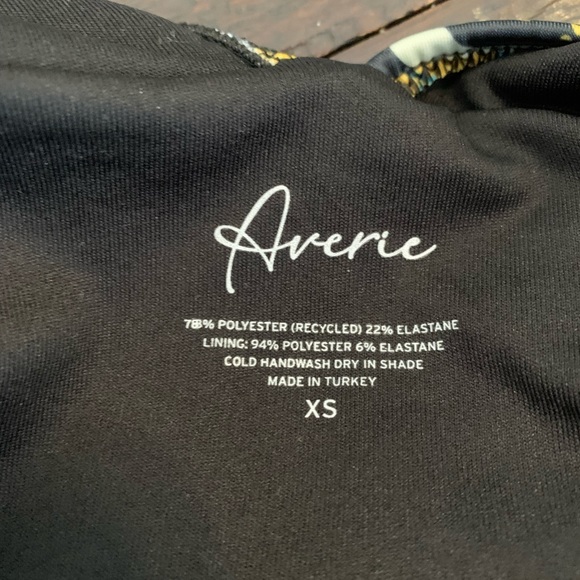 Averie
78% POLYESTER (RECYCLED) 22% ELASTANE
LINING: 94% POLYESTER 6% ELASTANE
COLD HANDWASH DRY IN SHADE
MADE IN TURKEY
XS